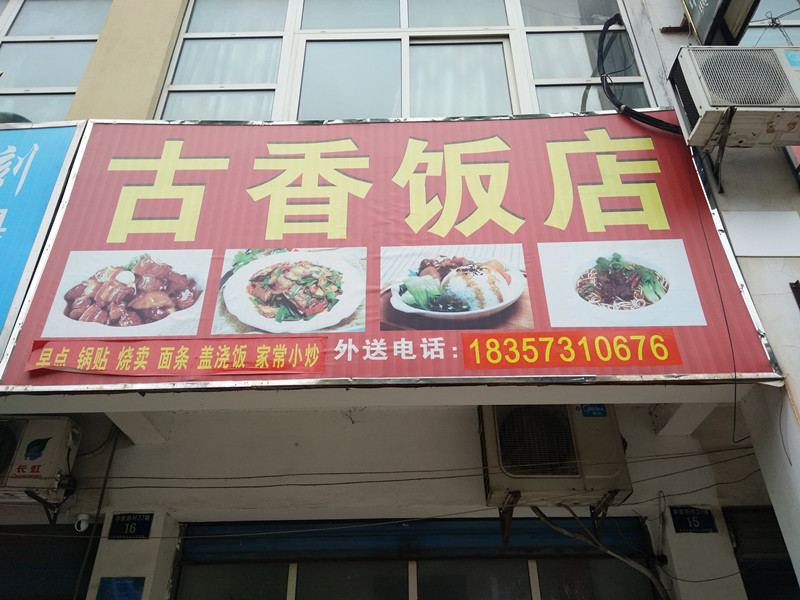 古香饭店
早点 锅贴 烧卖 面条 盖浇饭 家常小炒
外送电话：18357310676
刻
长虹
16
15